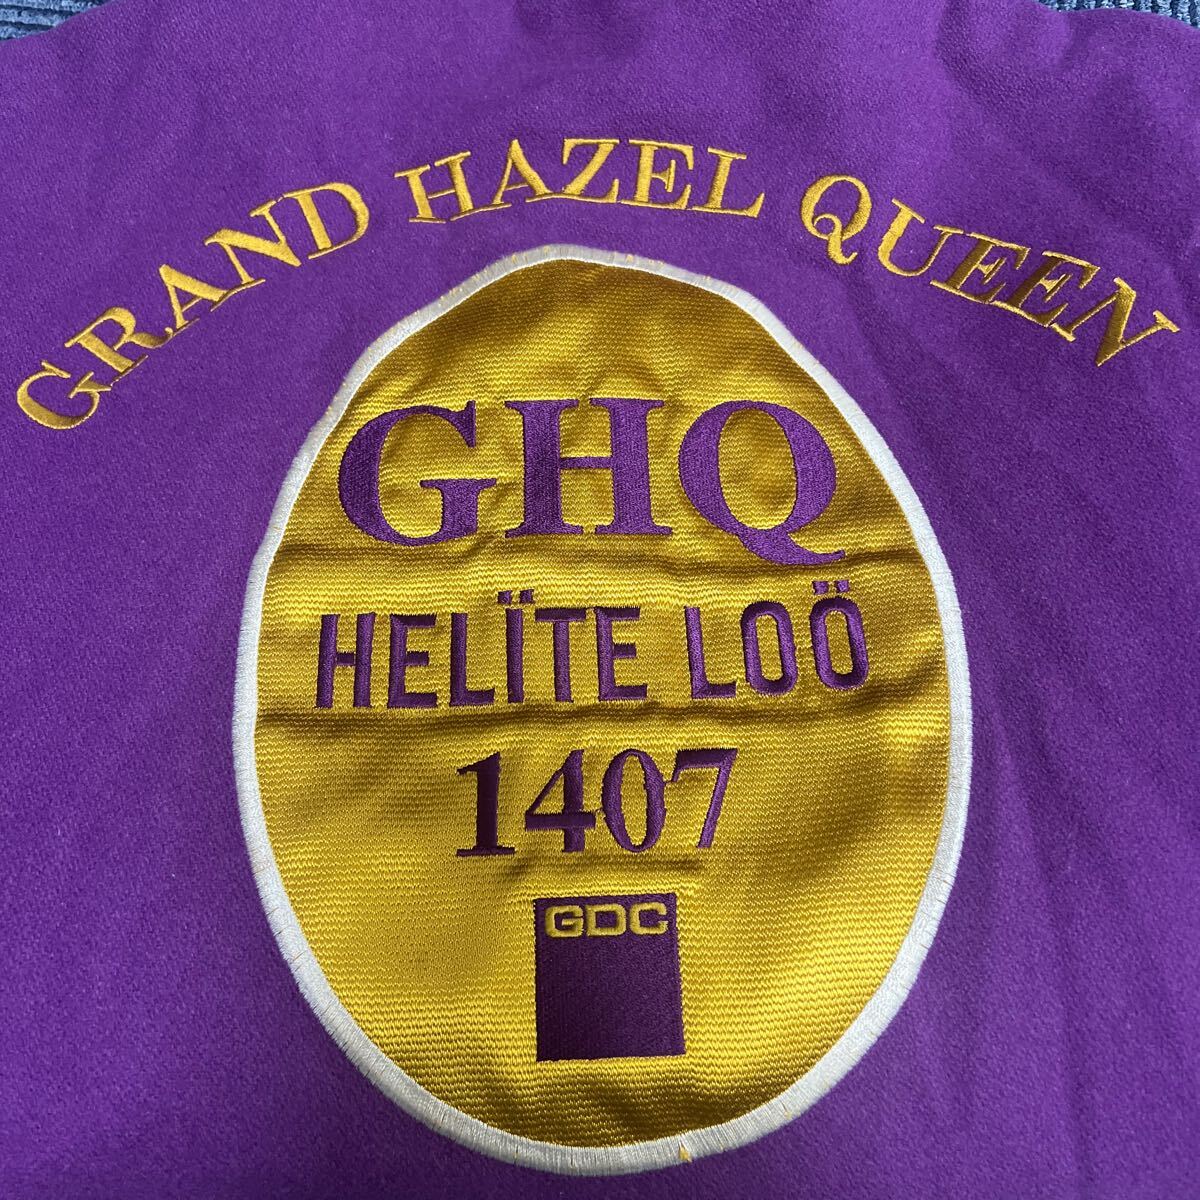 GRAND HAZEL QUEEN
GHQ
HELÏTE LOÖ
1407
GDC